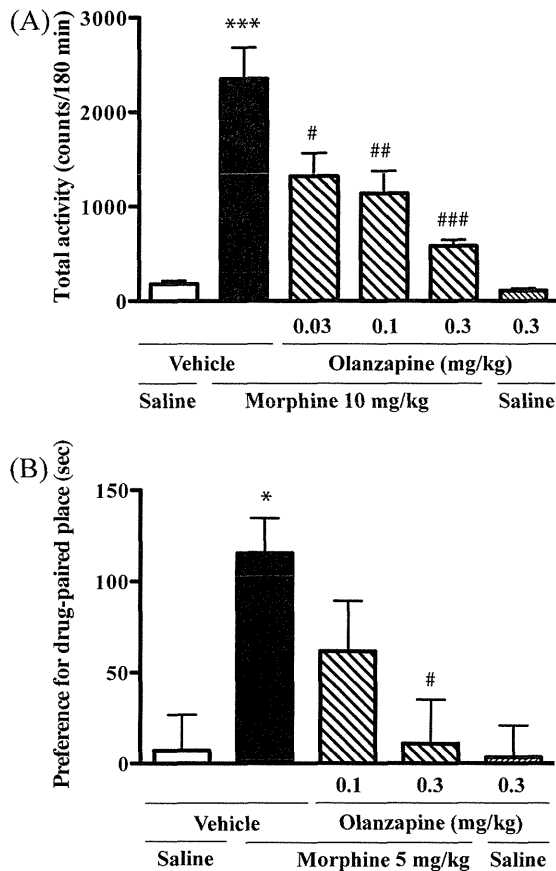 (A)
Total activity (counts/180 min)
3000
2000
1000
0
***
#
##
###
0.03 0.1 0.3 0.3
Vehicle Olanzapine (mg/kg)
Saline Morphine 10 mg/kg Saline
(B)
Preference for drug-paired place (sec)
150
100
50
0
*
#
0.1 0.3 0.3
Vehicle Olanzapine (mg/kg)
Saline Morphine 5 mg/kg Saline